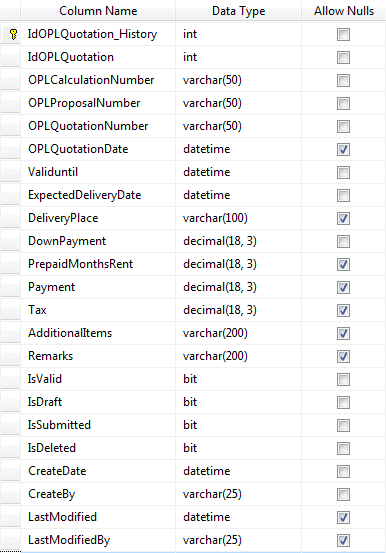 Column Name Data Type Allow Nulls
IdOPLQuotation_History int
IdOPLQuotation int
OPLCalculationNumber varchar(50)
OPLProposalNumber varchar(50)
OPLQuotationNumber varchar(50)
OPLQuotationDate datetime
Validuntil datetime
ExpectedDeliveryDate datetime
DeliveryPlace varchar(100)
DownPayment decimal(18, 3)
PrepaidMonthsRent decimal(18, 3)
Payment decimal(18, 3)
Tax decimal(18, 3)
AdditionalItems varchar(200)
Remarks varchar(200)
IsValid bit
IsDraft bit
IsSubmitted bit
IsDeleted bit
CreateDate datetime
CreateBy varchar(25)
LastModified datetime
LastModifiedBy varchar(25)